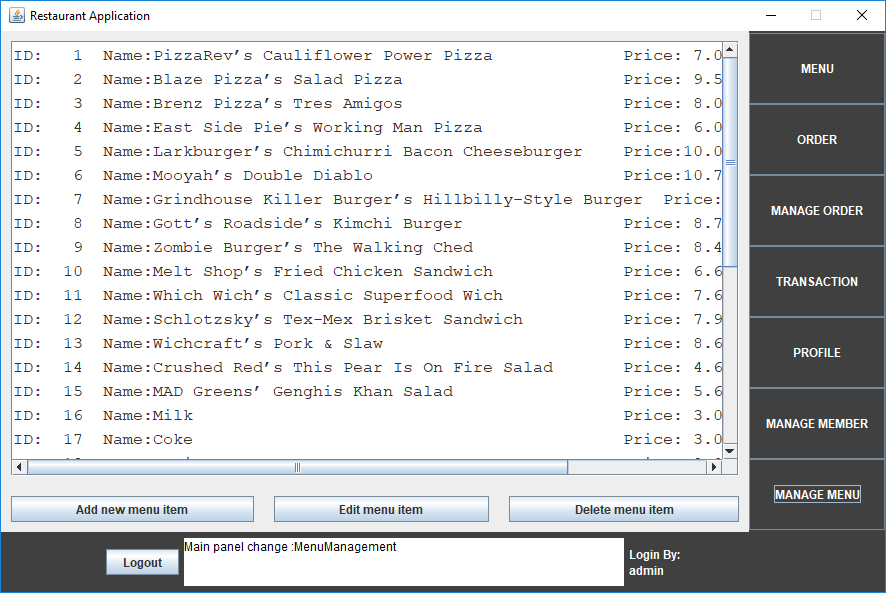 Restaurant Application
ID:   1  Name:PizzaRev’s Cauliflower Power Pizza             Price: 7.0
ID:   2  Name:Blaze Pizza’s Salad Pizza                      Price: 9.5
ID:   3  Name:Brenz Pizza’s Tres Amigos                      Price: 8.0
ID:   4  Name:East Side Pie’s Working Man Pizza              Price: 6.0
ID:   5  Name:Larkburger’s Chimichurri Bacon Cheeseburger    Price:10.0
ID:   6  Name:Mooyah’s Double Diablo                         Price:10.7
ID:   7  Name:Grindhouse Killer Burger’s Hillbilly-Style Burger  Price:
ID:   8  Name:Gott’s Roadside’s Kimchi Burger                Price: 8.7
ID:   9  Name:Zombie Burger’s The Walking Ched               Price: 8.4
ID:  10  Name:Melt Shop’s Fried Chicken Sandwich             Price: 6.6
ID:  11  Name:Which Wich’s Classic Superfood Wich            Price: 7.6
ID:  12  Name:Schlotzsky’s Tex-Mex Brisket Sandwich          Price: 7.9
ID:  13  Name:Wichcraft’s Pork & Slaw                        Price: 8.6
ID:  14  Name:Crushed Red’s This Pear Is On Fire Salad       Price: 4.6
ID:  15  Name:MAD Greens’ Genghis Khan Salad                 Price: 5.6
ID:  16  Name:Milk                                           Price: 3.0
ID:  17  Name:Coke                                           Price: 3.0
Add new menu item
Edit menu item
Delete menu item
MENU
ORDER
MANAGE ORDER
TRANSACTION
PROFILE
MANAGE MEMBER
MANAGE MENU
Logout
Main panel change :MenuManagement
Login By:
admin